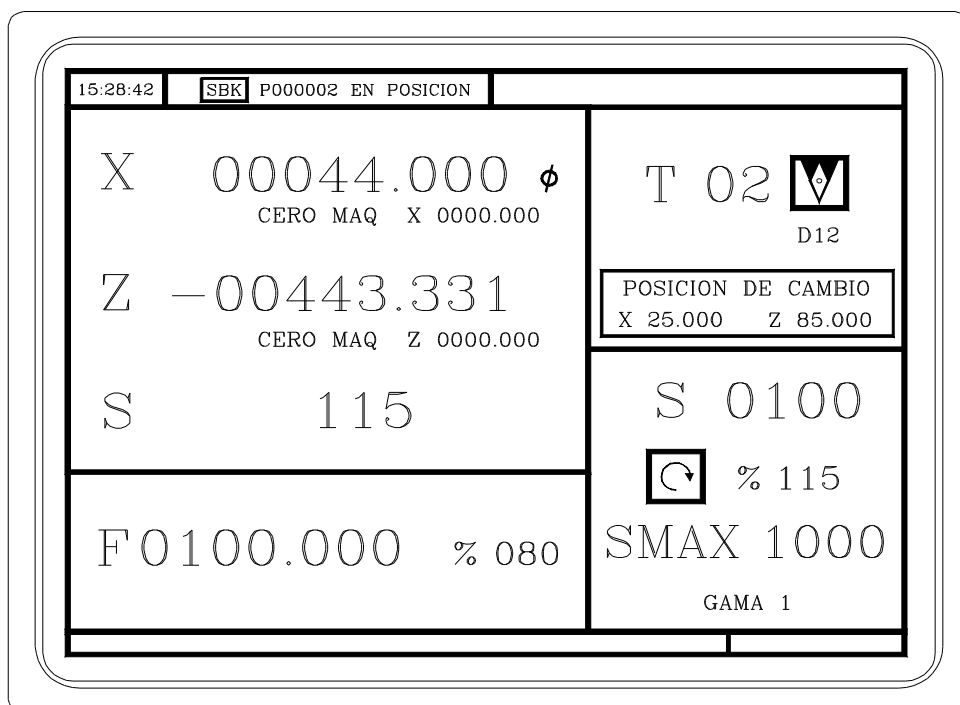 15:28:42 SBK P000002 EN POSICION
X 00044.000 ϕ
CERO MAQ X 0000.000
Z -00443.331
CERO MAQ Z 0000.000
S 115
F0100.000 % 080
T 02
D12
POSICION DE CAMBIO
X 25.000 Z 85.000
S 0100
% 115
SMAX 1000
GAMA 1